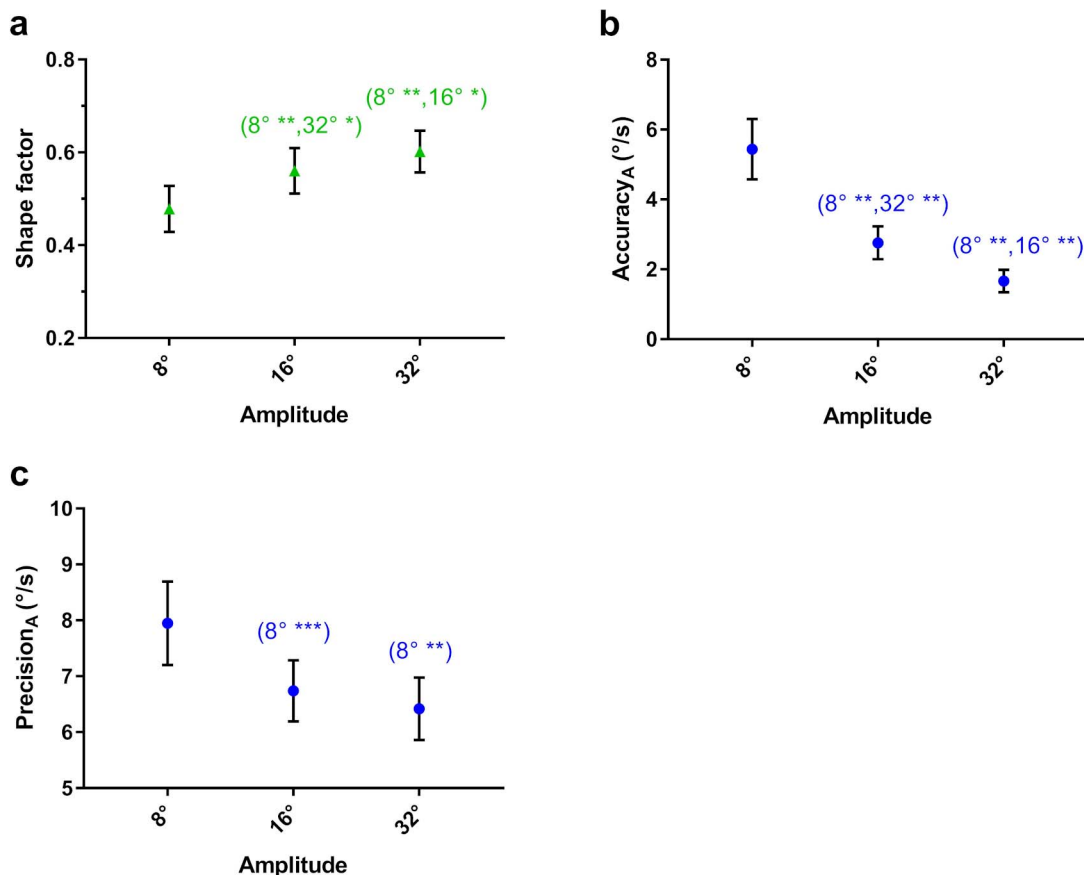 a
0.8
(8° **,16° *)
(8° **,32° *)
0.6
Shape factor
0.4
0.2
8°
16°
32°
Amplitude
b
8
6
Accuracy_A (°/s)
(8° **,32° **)
4
(8° **,16° **)
2
0
8°
16°
32°
Amplitude
c
10
9
8
(8° ***)
(8° **)
Precision_A (°/s)
7
6
5
8°
16°
32°
Amplitude